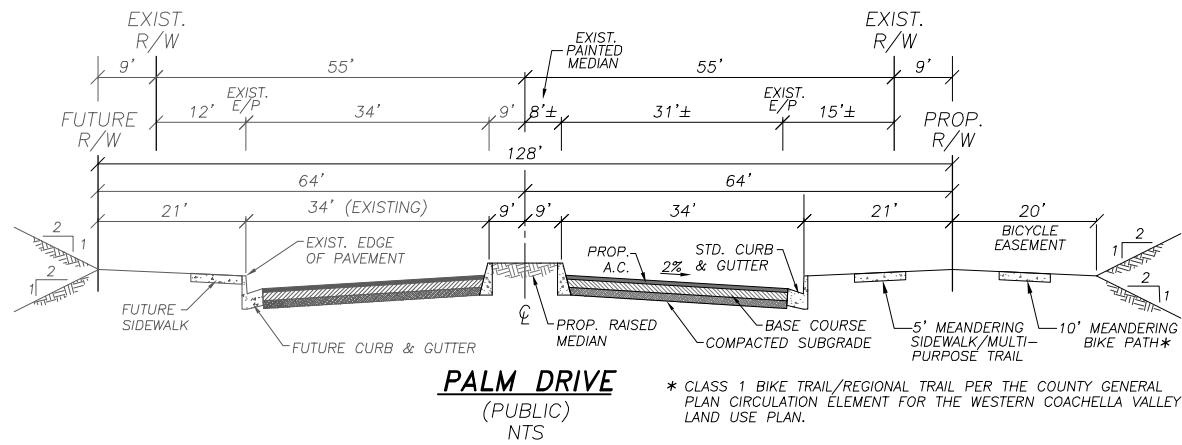 EXIST.
R/W
EXIST.
PAINTED
MEDIAN
EXIST.
R/W
9'
55'
55'
9'
FUTURE
R/W
12'
EXIST.
E/P
34'
9'
8'±
31'±
EXIST.
E/P
15'±
PROP.
R/W
128'
64'
64'
21'
34' (EXISTING)
9'
9'
34'
21'
20'
BICYCLE
EASEMENT
2
1
2
1
EXIST. EDGE
OF PAVEMENT
PROP.
A.C.
2%
STD. CURB
& GUTTER
2
1
2
1
FUTURE
SIDEWALK
FUTURE CURB & GUTTER
℄
PROP. RAISED
MEDIAN
BASE COURSE
COMPACTED SUBGRADE
5' MEANDERING
SIDEWALK/MULTI-
PURPOSE TRAIL
10' MEANDERING
BIKE PATH*
PALM DRIVE
(PUBLIC)
NTS
* CLASS 1 BIKE TRAIL/REGIONAL TRAIL PER THE COUNTY GENERAL
PLAN CIRCULATION ELEMENT FOR THE WESTERN COACHELLA VALLEY
LAND USE PLAN.